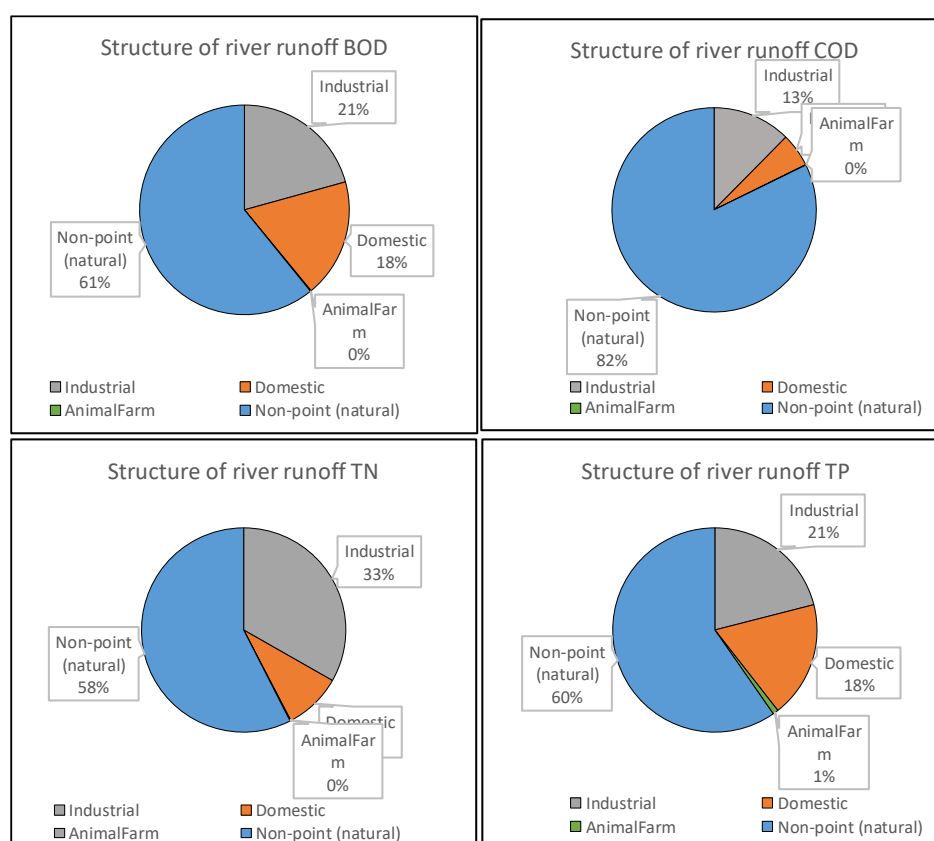 Structure of river runoff BOD
Industrial
21%
Non-point
(natural)
61%
Domestic
18%
AnimalFar
m
0%
Industrial Domestic
AnimalFarm Non-point (natural)
Structure of river runoff COD
Industrial
13%
AnimalFar
m
0%
Non-point
(natural)
82%
Industrial Domestic
AnimalFarm Non-point (natural)
Structure of river runoff TN
Industrial
33%
Non-point
(natural)
58%
Domestic
AnimalFar
m
0%
Industrial Domestic
AnimalFarm Non-point (natural)
Structure of river runoff TP
Industrial
21%
Non-point
(natural)
60%
Domestic
18%
AnimalFar
m
1%
Industrial Domestic
AnimalFarm Non-point (natural)